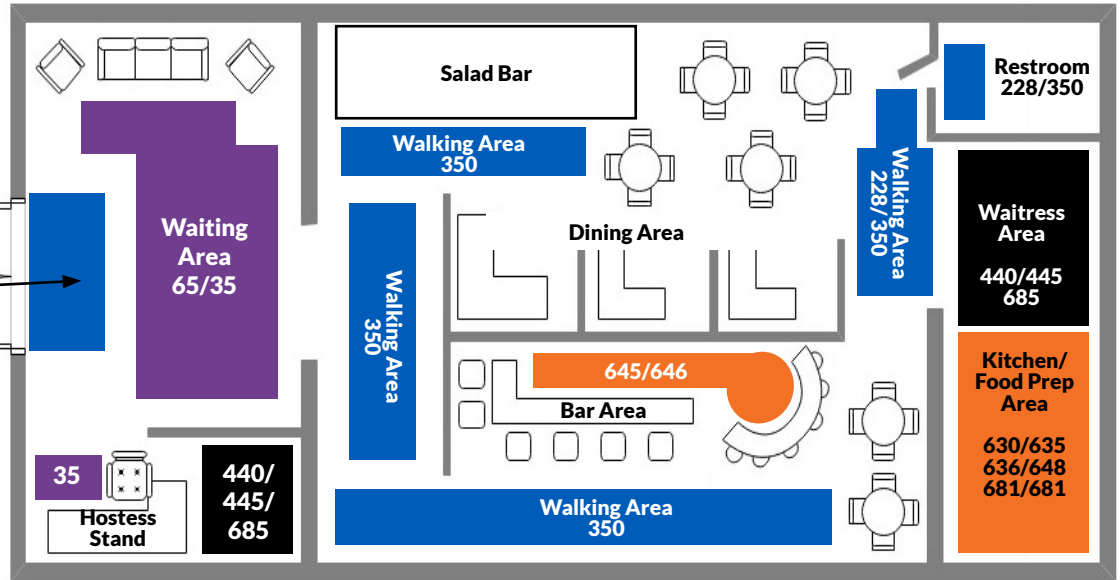 Salad Bar
Restroom
228/350
Walking Area
350
Walking Area
228/350
Waitress
Area
440/445
685
Waiting
Area
65/35
Dining Area
Walking Area
350
645/646
Bar Area
Kitchen/
Food Prep
Area
630/635
636/648
681/681
35
Hostess
Stand
440/
445/
685
Walking Area
350